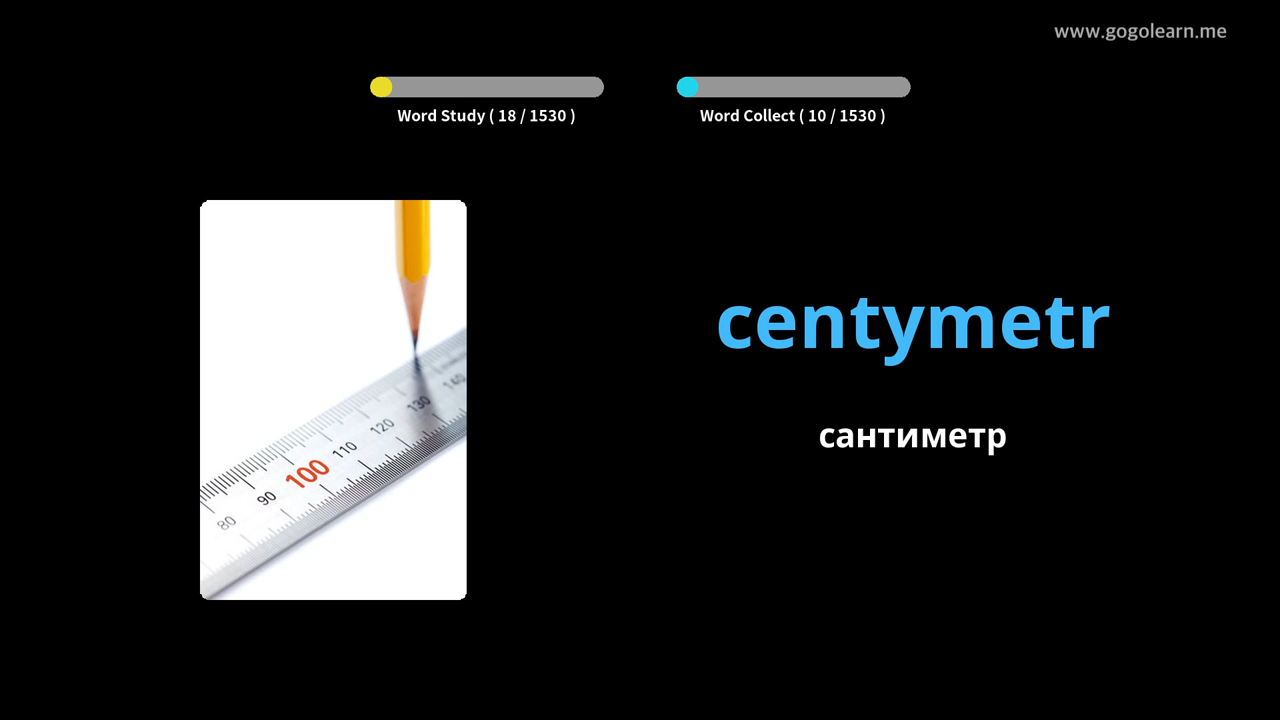 www.gogolearn.me
Word Study ( 18 / 1530 )
Word Collect ( 10 / 1530 )
centymetr
сантиметр
80
90
100
110
120
130
140